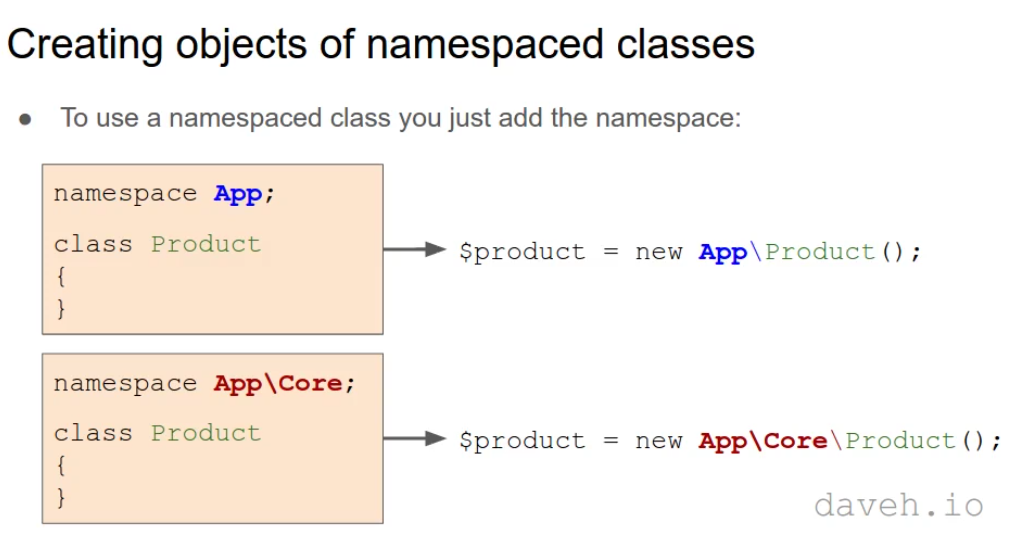 Creating objects of namespaced classes
● To use a namespaced class you just add the namespace:
namespace App;
class Product
{
}
$product = new App\Product();
namespace App\Core;
class Product
{
}
$product = new App\Core\Product();
daveh.io